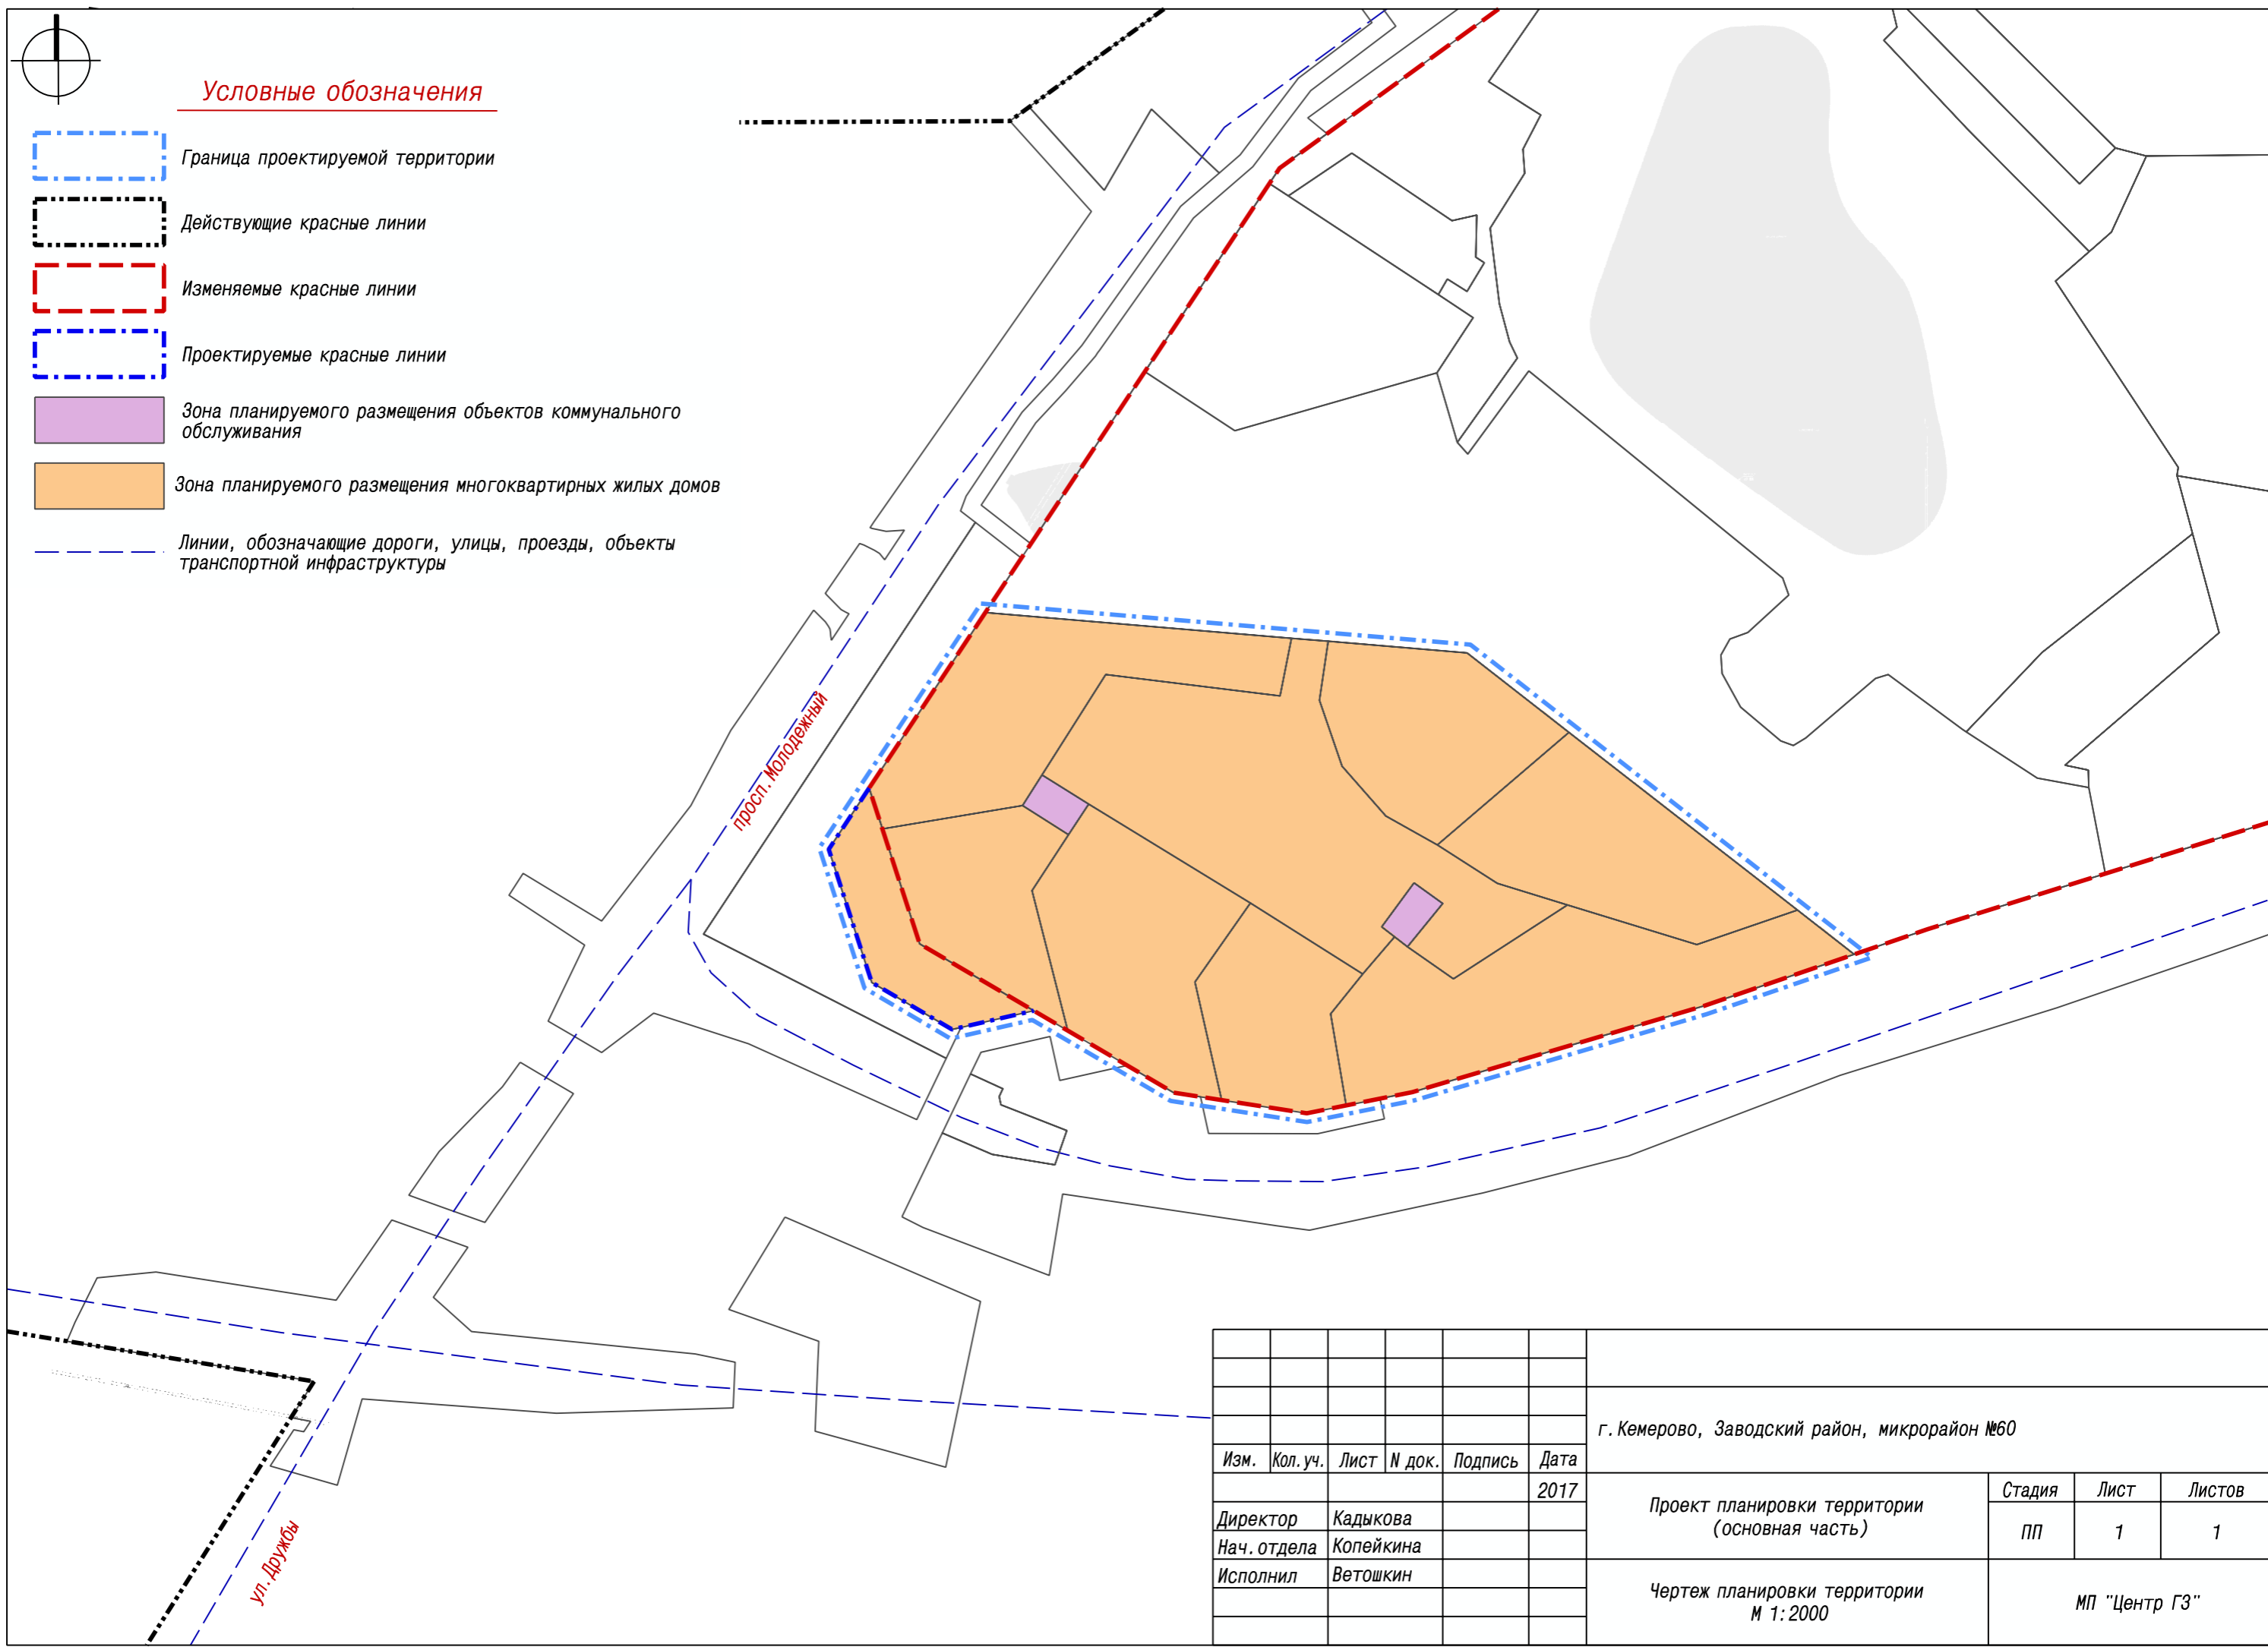 Условные обозначения
Граница проектируемой территории
Действующие красные линии
Изменяемые красные линии
Проектируемые красные линии
Зона планируемого размещения объектов коммунального
обслуживания
Зона планируемого размещения многоквартирных жилых домов
Линии, обозначающие дороги, улицы, проезды, объекты
транспортной инфраструктуры
просп. Молодежный
ул. Дружбы
г. Кемерово, Заводский район, микрорайон №60
Изм. Кол.уч. Лист N док. Подпись Дата
2017
Директор Кадыкова
Нач.отдела Копейкина
Исполнил Ветошкин
Проект планировки территории
(основная часть)
Стадия Лист Листов
ПП 1 1
Чертеж планировки территории
М 1:2000
МП "Центр ГЗ"